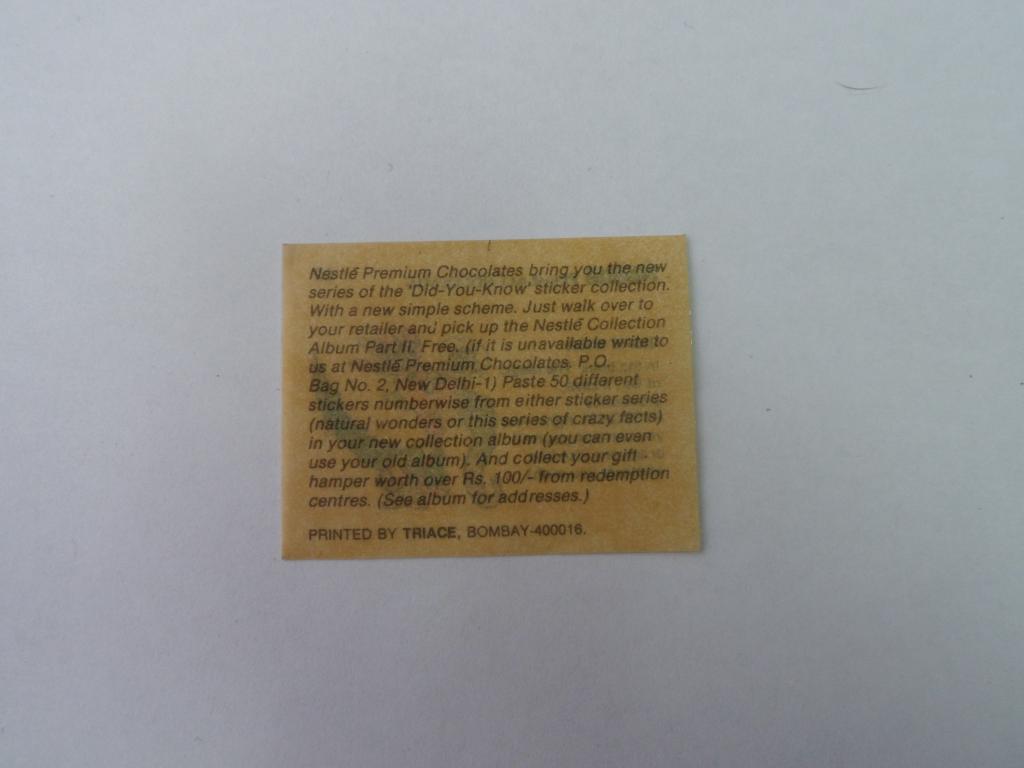 Nestlé Premium Chocolates bring you the new
series of the 'Did-You-Know' sticker collection.
With a new simple scheme. Just walk over to
your retailer and pick up the Nestlé Collection
Album Part II. Free. (if it is unavailable write to
us at Nestlé Premium Chocolates. P.O.
Bag No. 2, New Delhi-1) Paste 50 different
stickers numberwise from either sticker series
(natural wonders or this series of crazy facts)
in your new collection album (you can even
use your old album). And collect your gift -
hamper worth over Rs. 100/- from redemption
centres. (See album for addresses.)
PRINTED BY TRIACE, BOMBAY-400016.